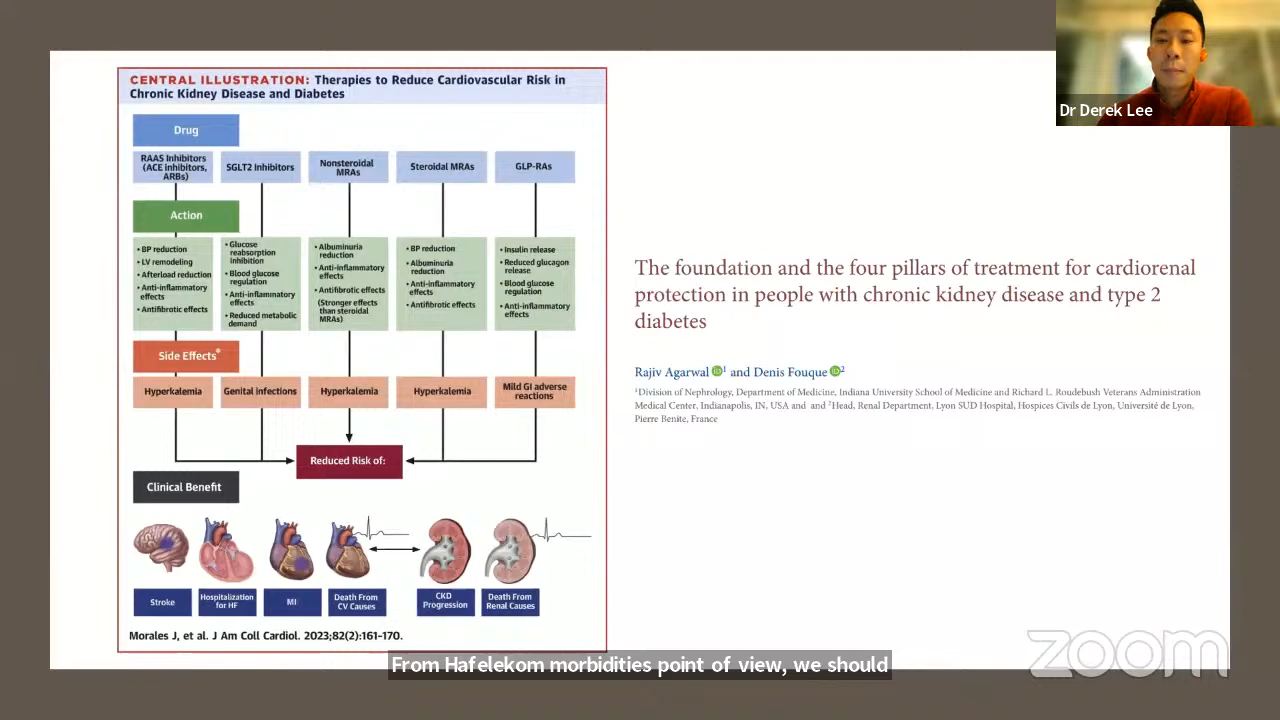 CENTRAL ILLUSTRATION: Therapies to Reduce Cardiovascular Risk in
Chronic Kidney Disease and Diabetes
Drug
RAAS Inhibitors
(ACE inhibitors,
ARBs)
SGLT2 Inhibitors
Nonsteroidal
MRAs
Steroidal MRAs
GLP-RAs
Action
• BP reduction
• LV remodeling
• Afterload reduction
• Anti-inflammatory
effects
• Antifibrotic effects
• Glucose
reabsorption
inhibition
• Blood glucose
regulation
• Anti-inflammatory
effects
• Reduced metabolic
demand
• Albuminuria
reduction
• Anti-inflammatory
effects
• Antifibrotic effects
(Stronger effects
than steroidal
MRAs)
• BP reduction
• Albuminuria
reduction
• Anti-inflammatory
effects
• Antifibrotic effects
• Insulin release
• Reduced glucagon
release
• Blood glucose
regulation
• Anti-inflammatory
effects
Side Effects*
Hyperkalemia
Genital infections
Hyperkalemia
Hyperkalemia
Mild GI adverse
reactions
Reduced Risk of:
Clinical Benefit
Stroke
Hospitalization
for HF
MI
Death From
CV Causes
CKD
Progression
Death From
Renal Causes
Morales J, et al. J Am Coll Cardiol. 2023;82(2):161–170.
The foundation and the four pillars of treatment for cardiorenal
protection in people with chronic kidney disease and type 2
diabetes
Rajiv Agarwal iD 1 and Denis Fouque iD 2
1Division of Nephrology, Department of Medicine, Indiana University School of Medicine and Richard L. Roudebush Veterans Administration
Medical Center, Indianapolis, IN, USA and and 2Head, Renal Department, Lyon SUD Hospital, Hospices Civils de Lyon, Université de Lyon,
Pierre Benite, France
Dr Derek Lee
zoom
From Hafelekom morbidities point of view, we should